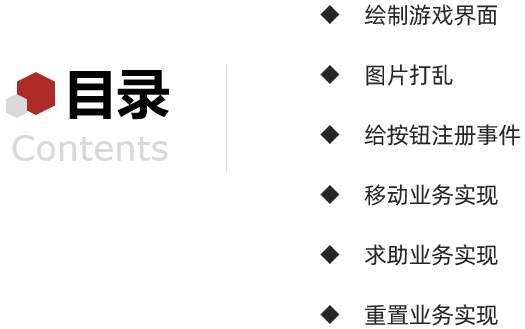 目录
Contents
绘制游戏界面
图片打乱
给按钮注册事件
移动业务实现
求助业务实现
重置业务实现